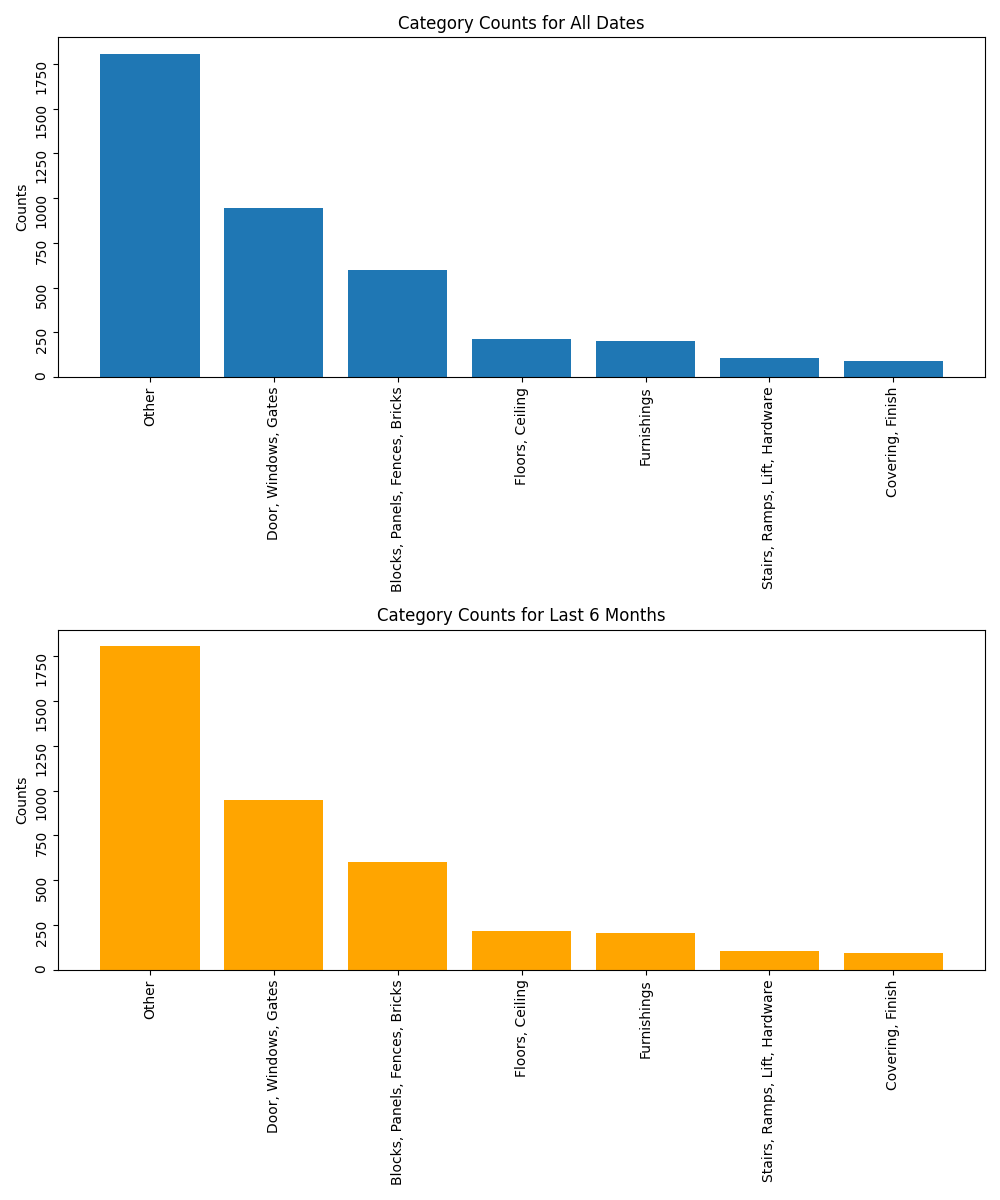 Category Counts for All Dates
Counts
1750
1500
1250
1000
750
500
250
0
Other
Door, Windows, Gates
Blocks, Panels, Fences, Bricks
Floors, Ceiling
Furnishings
Stairs, Ramps, Lift, Hardware
Covering, Finish
Category Counts for Last 6 Months
Counts
1750
1500
1250
1000
750
500
250
0
Other
Door, Windows, Gates
Blocks, Panels, Fences, Bricks
Floors, Ceiling
Furnishings
Stairs, Ramps, Lift, Hardware
Covering, Finish